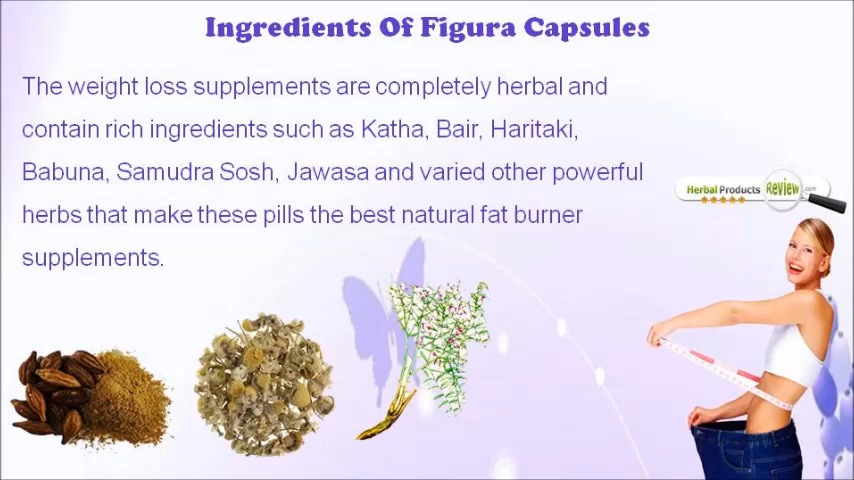 Ingredients Of Figura Capsules
The weight loss supplements are completely herbal and
contain rich ingredients such as Katha, Bair, Haritaki,
Babuna, Samudra Sosh, Jawasa and varied other powerful
herbs that make these pills the best natural fat burner
supplements.
Herbal Products Review.com